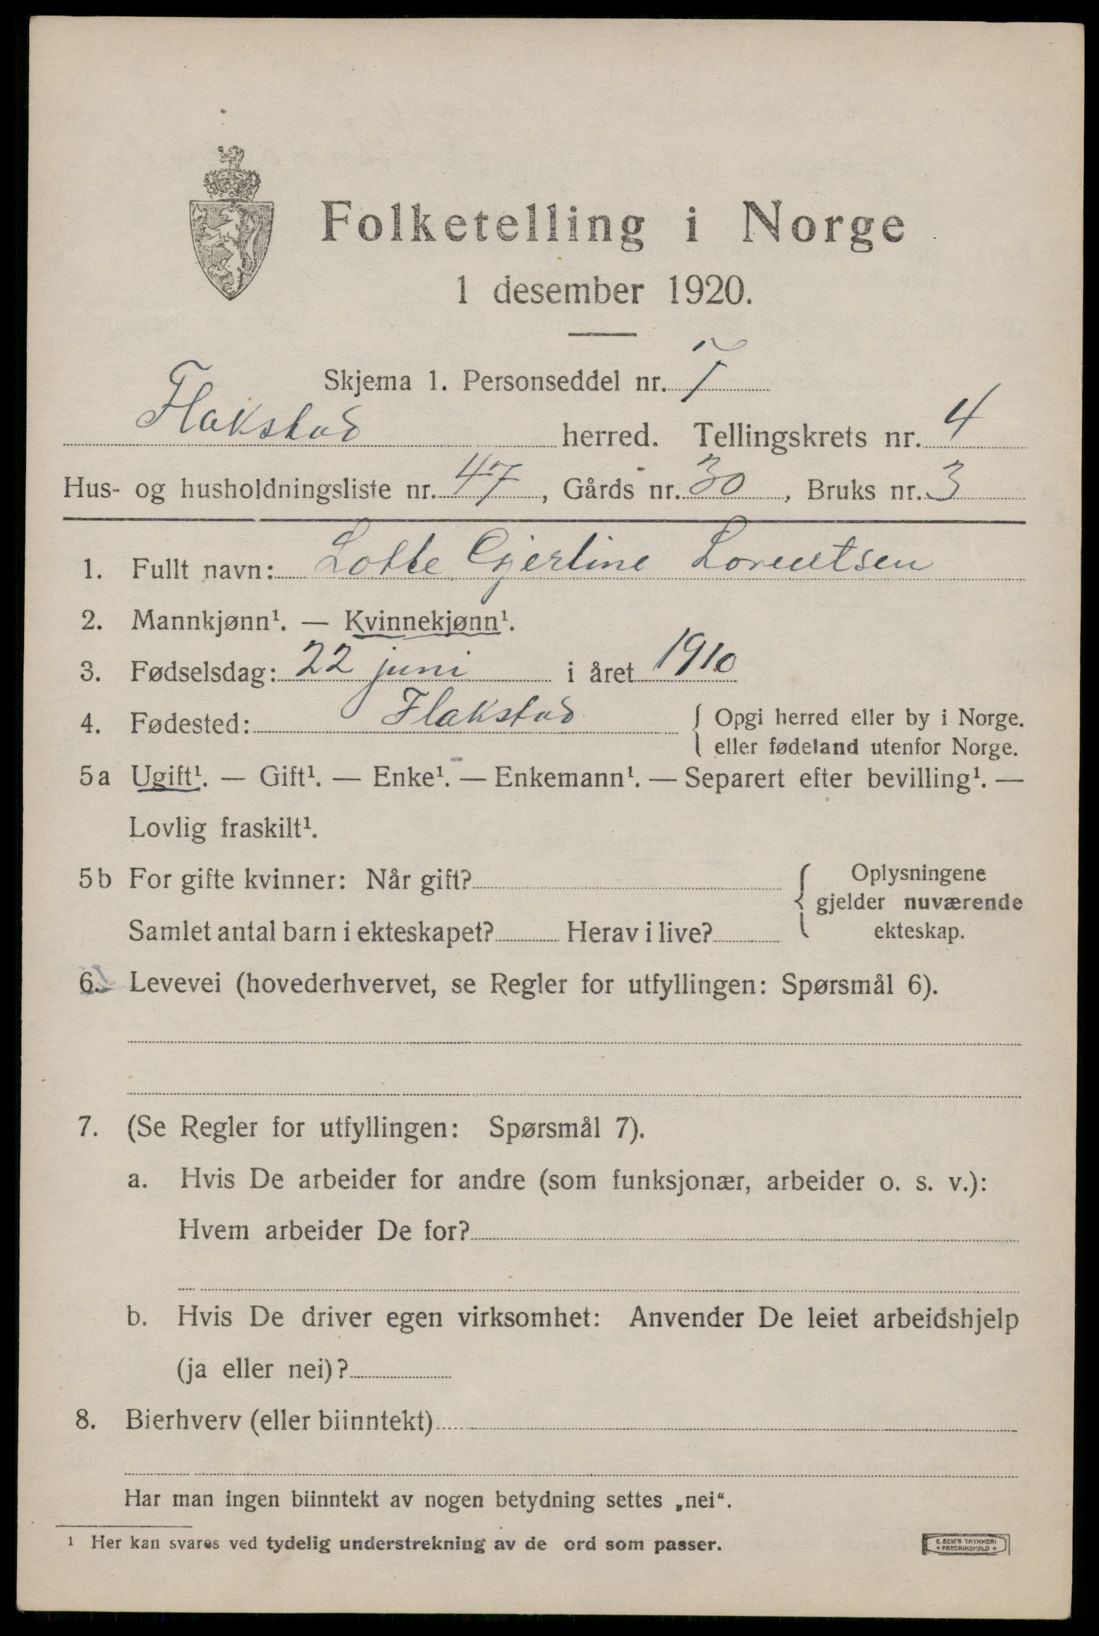 Folketelling i Norge
1 desember 1920.
Skjema 1. Personseddel nr. 7
Flakstad herred. Tellingskrets nr. 4
Hus- og husholdningsliste nr. 47, Gårds nr. 30, Bruks nr. 3
1. Fullt navn: Lotte Gjertine Lorentsen
2. Mannkjønn¹. — Kvinnekjønn¹.
3. Fødselsdag: 22 juni i året 1910
4. Fødested: Flakstad { Opgi herred eller by i Norge.
eller fødeland utenfor Norge.
5a Ugift¹. — Gift¹. — Enke¹. — Enkemann¹. — Separert efter bevilling¹. —
Lovlig fraskilt¹.
5b For gifte kvinner: Når gift? { Oplysningene
gjelder nuværende
Samlet antal barn i ekteskapet? Herav i live? ekteskap.
6. Levevei (hovederhvervet, se Regler for utfyllingen: Spørsmål 6).
7. (Se Regler for utfyllingen: Spørsmål 7).
a. Hvis De arbeider for andre (som funksjonær, arbeider o. s. v.):
Hvem arbeider De for?
b. Hvis De driver egen virksomhet: Anvender De leiet arbeidshjelp
(ja eller nei)?
8. Bierhverv (eller biinntekt)
Har man ingen biinntekt av nogen betydning settes „nei“.
¹ Her kan svares ved tydelig understrekning av de ord som passer.
E. SEM'S TRYKKERI
* FREDRIKSHALD *